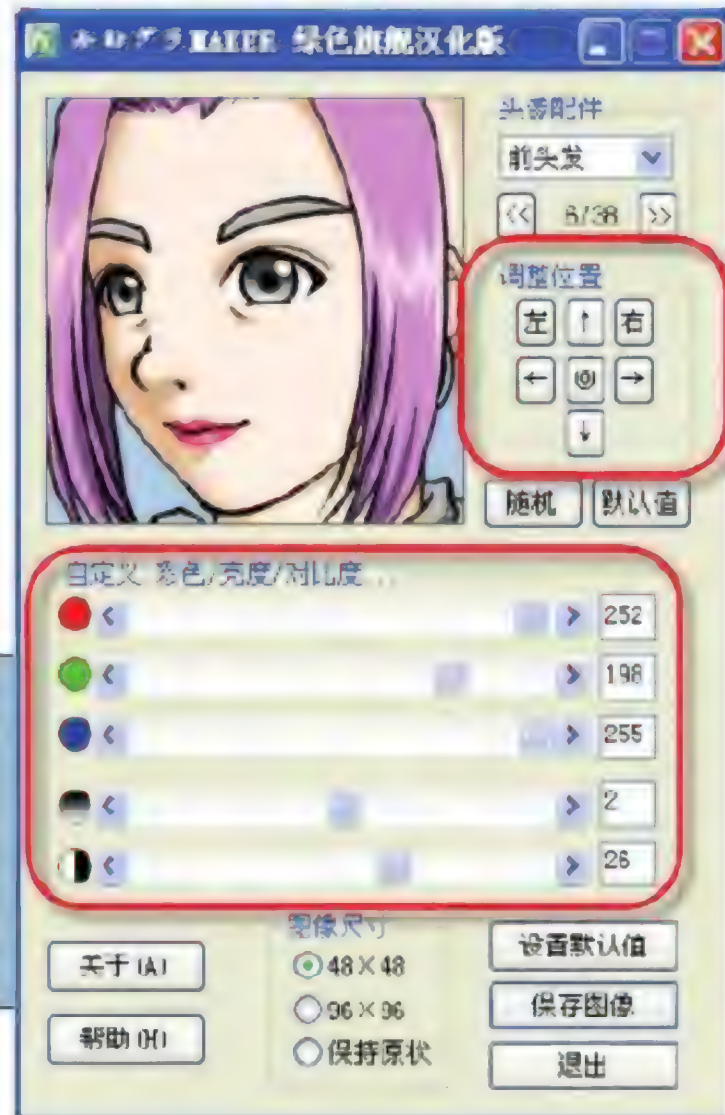 MAKER 绿色旗舰汉化版
头像配件
前头发
<< 6/38 >>
调整位置
左 ↑ 右
← →
↓
随机 默认值
自定义 彩色/亮度/对比度...
252
198
255
2
26
图像尺寸
关于(A)
48×48
设置默认值
96×96
保存图像
帮助(H)
保持原状
退出